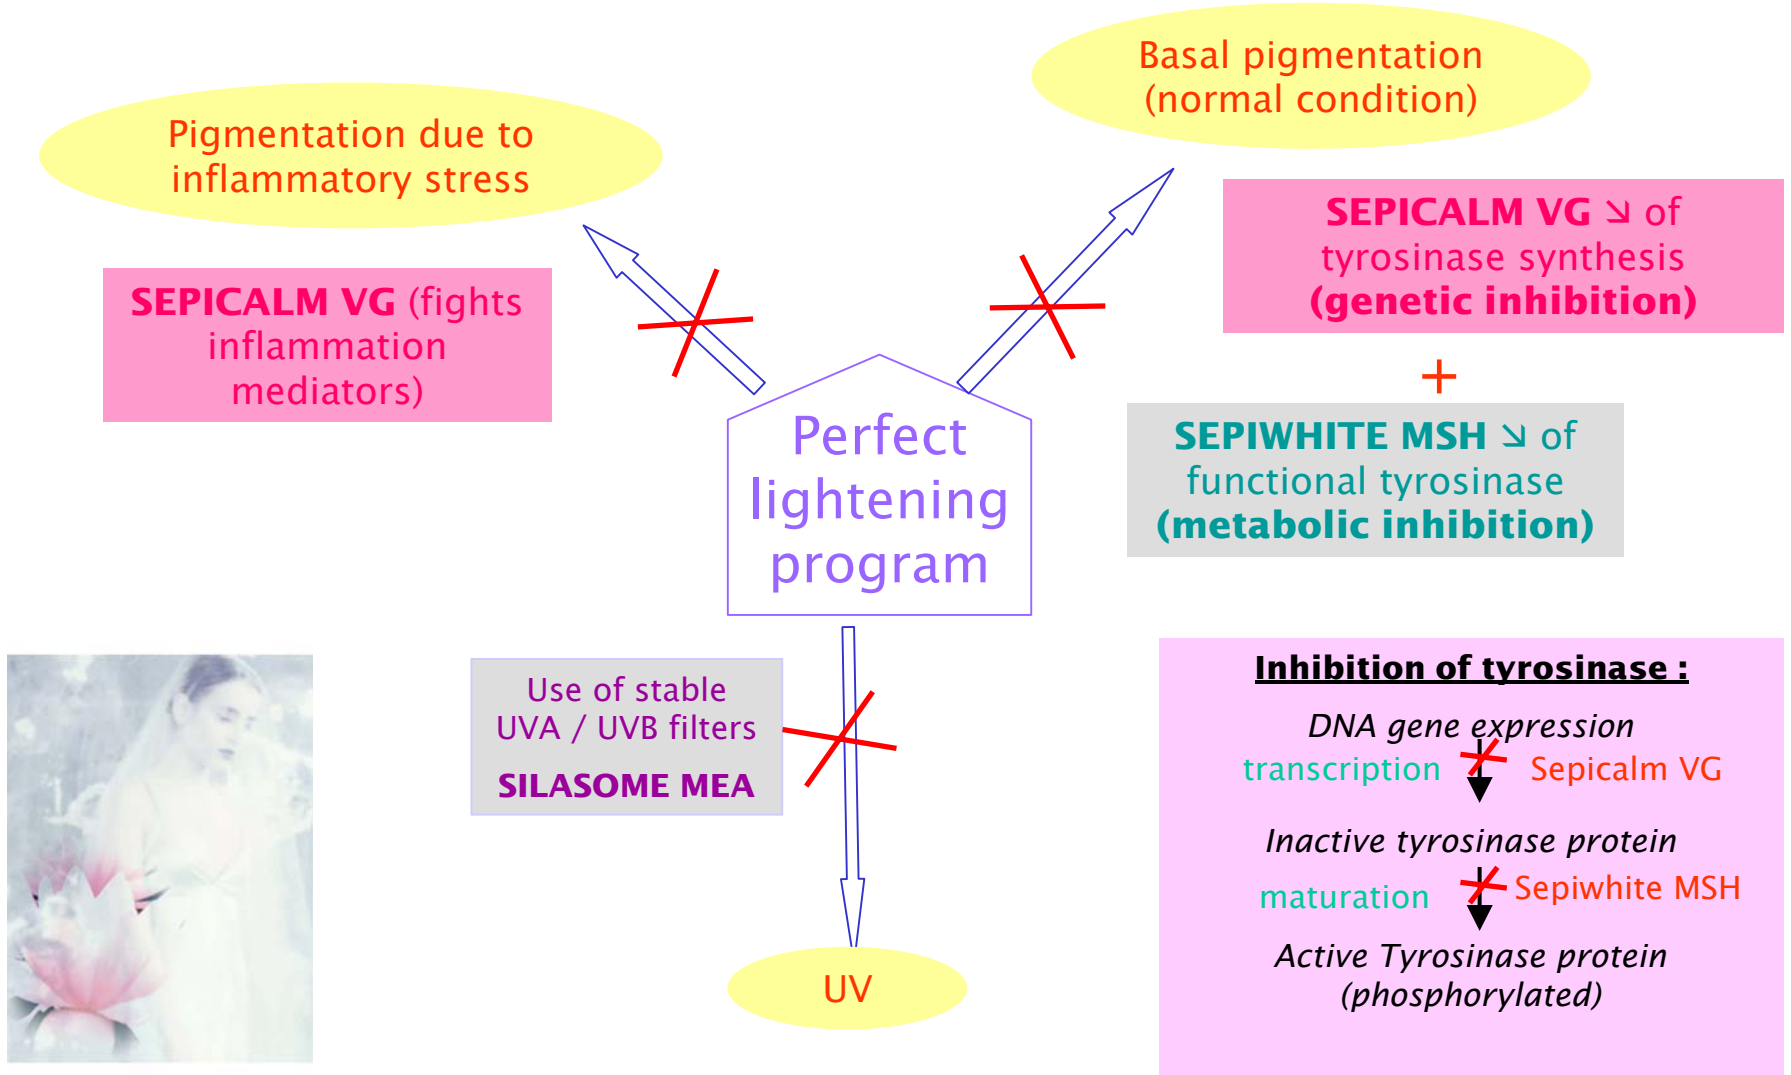 Basal pigmentation
(normal condition)
Pigmentation due to
inflammatory stress
SEPICALM VG ↘ of
tyrosinase synthesis
(genetic inhibition)
SEPICALM VG (fights
inflammation
mediators)
+
SEPIWHITE MSH ↘ of
functional tyrosinase
(metabolic inhibition)
Perfect
lightening
program
Use of stable
UVA / UVB filters
SILASOME MEA
UV
Inhibition of tyrosinase :
DNA gene expression
transcription Sepicalm VG
Inactive tyrosinase protein
maturation Sepiwhite MSH
Active Tyrosinase protein
(phosphorylated)